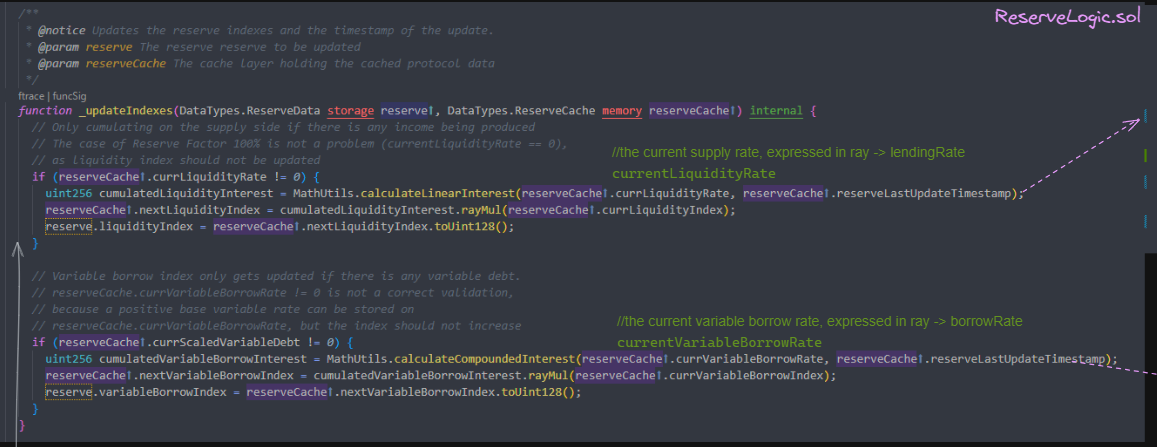 ReserveLogic.sol
/**
* @notice Updates the reserve indexes and the timestamp of the update.
* @param reserve The reserve reserve to be updated
* @param reserveCache The cache layer holding the cached protocol data
*/
ftrace | funcSig
function _updateIndexes(DataTypes.ReserveData storage reserve↑, DataTypes.ReserveCache memory reserveCache↑) internal {
// Only cumulating on the supply side if there is any income being produced
// The case of Reserve Factor 100% is not a problem (currentLiquidityRate == 0),
// as liquidity index should not be updated
//the current supply rate, expressed in ray -> lendingRate
currentLiquidityRate
if (reserveCache↑.currLiquidityRate != 0) {
uint256 cumulatedLiquidityInterest = MathUtils.calculateLinearInterest(reserveCache↑.currLiquidityRate, reserveCache↑.reserveLastUpdateTimestamp);
reserveCache↑.nextLiquidityIndex = cumulatedLiquidityInterest.rayMul(reserveCache↑.currLiquidityIndex);
reserve.liquidityIndex = reserveCache↑.nextLiquidityIndex.toUint128();
}
// Variable borrow index only gets updated if there is any variable debt.
// reserveCache.currVariableBorrowRate != 0 is not a correct validation,
// because a positive base variable rate can be stored on
// reserveCache.currVariableBorrowRate, but the index should not increase
//the current variable borrow rate, expressed in ray -> borrowRate
currentVariableBorrowRate
if (reserveCache↑.currScaledVariableDebt != 0) {
uint256 cumulatedVariableBorrowInterest = MathUtils.calculateCompoundedInterest(reserveCache↑.currVariableBorrowRate, reserveCache↑.reserveLastUpdateTimestamp);
reserveCache↑.nextVariableBorrowIndex = cumulatedVariableBorrowInterest.rayMul(reserveCache↑.currVariableBorrowIndex);
reserve.variableBorrowIndex = reserveCache↑.nextVariableBorrowIndex.toUint128();
}
}